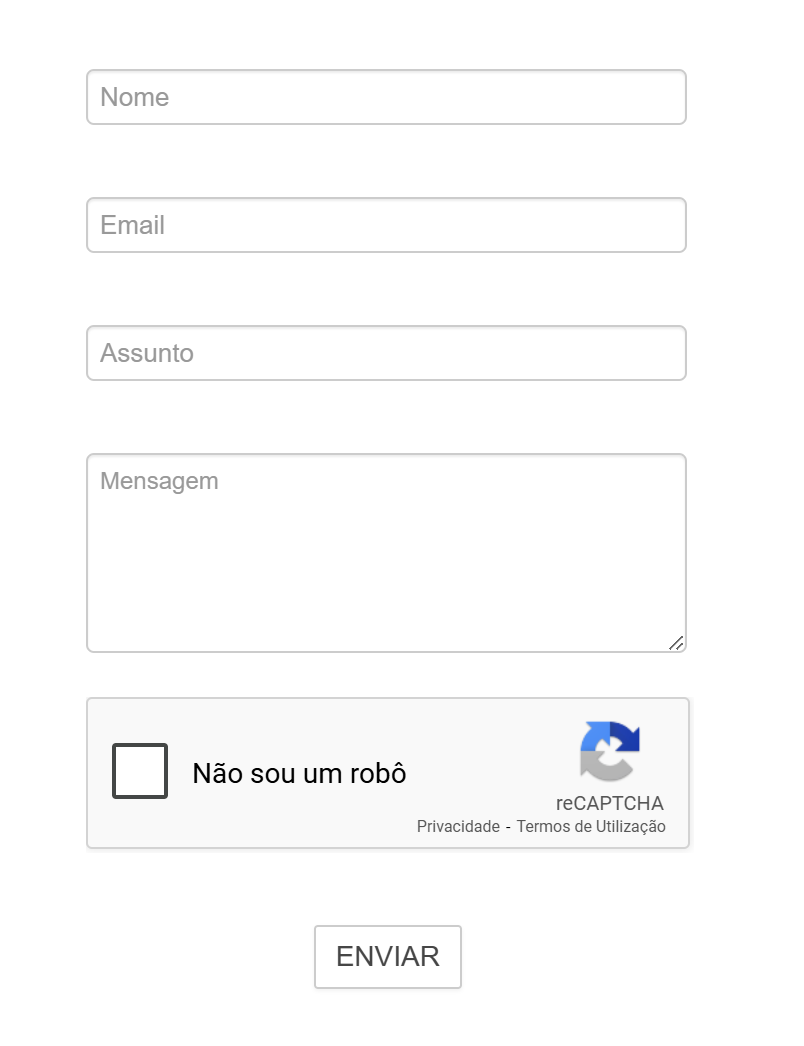 Nome
Email
Assunto
Mensagem
Não sou um robô
reCAPTCHA
Privacidade - Termos de Utilização
ENVIAR